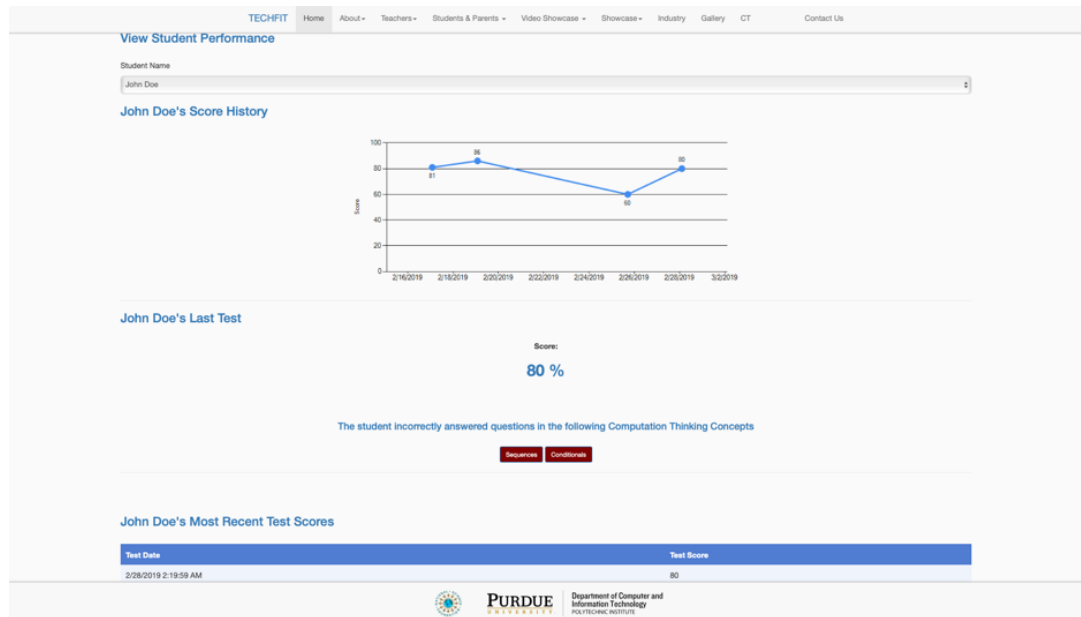 TECHFIT Home About Teachers Students & Parents Video Showcase Showcase Industry Gallery CT Contact Us
View Student Performance
Student Name
John Doe
John Doe's Score History
100
86
80
80
81
60
60
Score
40
20
0
2/16/2019 2/18/2019 2/20/2019 2/22/2019 2/24/2019 2/26/2019 2/28/2019 3/2/2019
John Doe's Last Test
Score:
80 %
The student incorrectly answered questions in the following Computation Thinking Concepts
Sequences Conditionals
John Doe's Most Recent Test Scores
Test Date Test Score
2/28/2019 2:19:59 AM 80
PURDUE
UNIVERSITY
Department of Computer and
Information Technology
POLYTECHNIC INSTITUTE